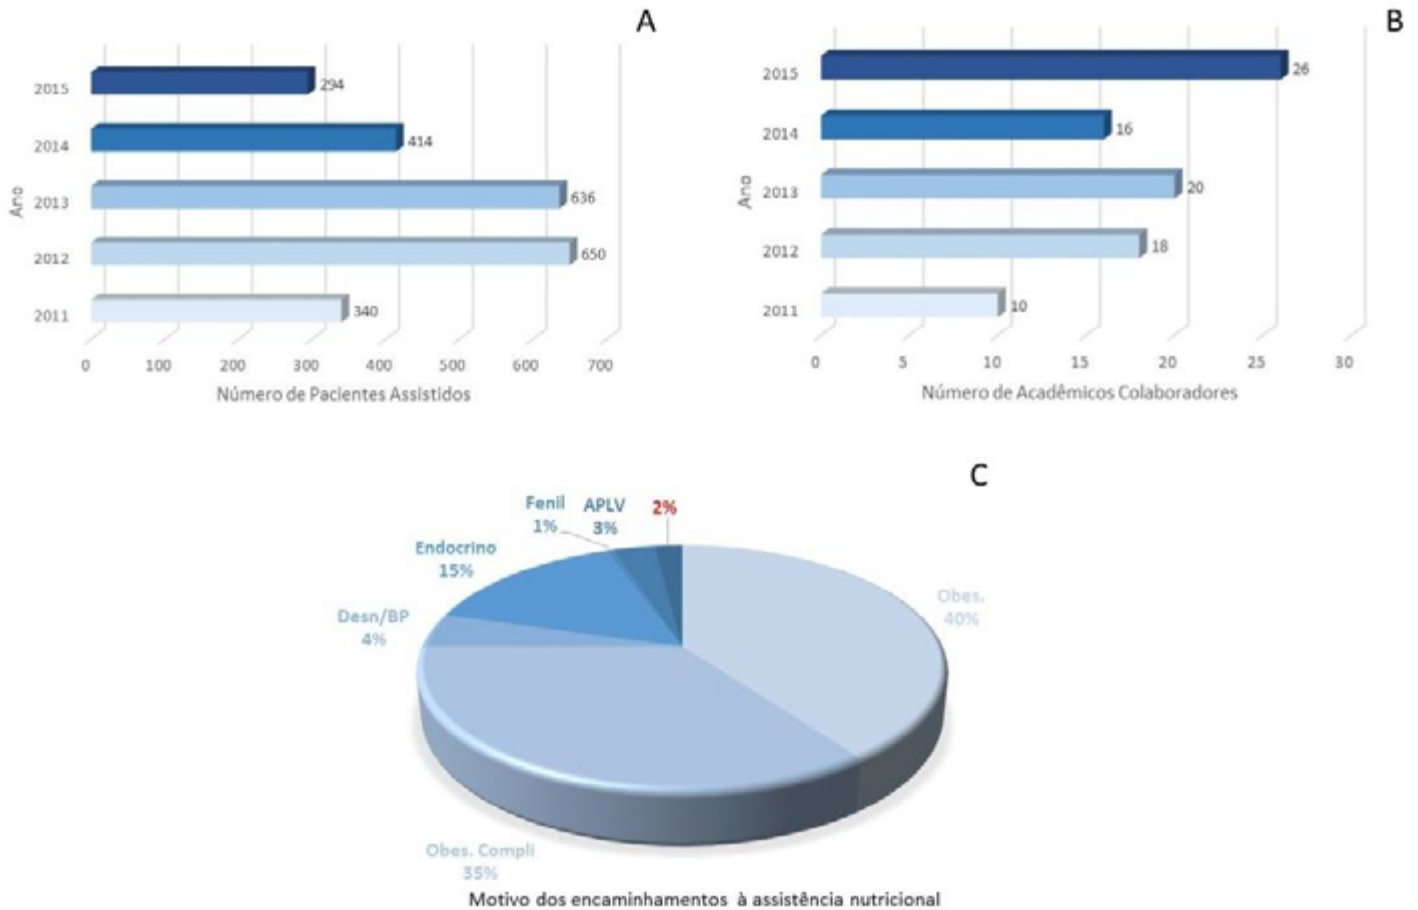 A
2015
294
2014
414
2013
636
2012
650
2011
340
Ano
0 100 200 300 400 500 600 700
Número de Pacientes Assistidos
B
2015
26
2014
16
2013
20
2012
18
2011
10
Ano
0 5 10 15 20 25 30
Número de Acadêmicos Colaboradores
C
Fenil
1%
APLV
3%
2%
Endocrino
15%
Desn/BP
4%
Obes.
40%
Obes. Compli
35%
Motivo dos encaminhamentos à assistência nutricional